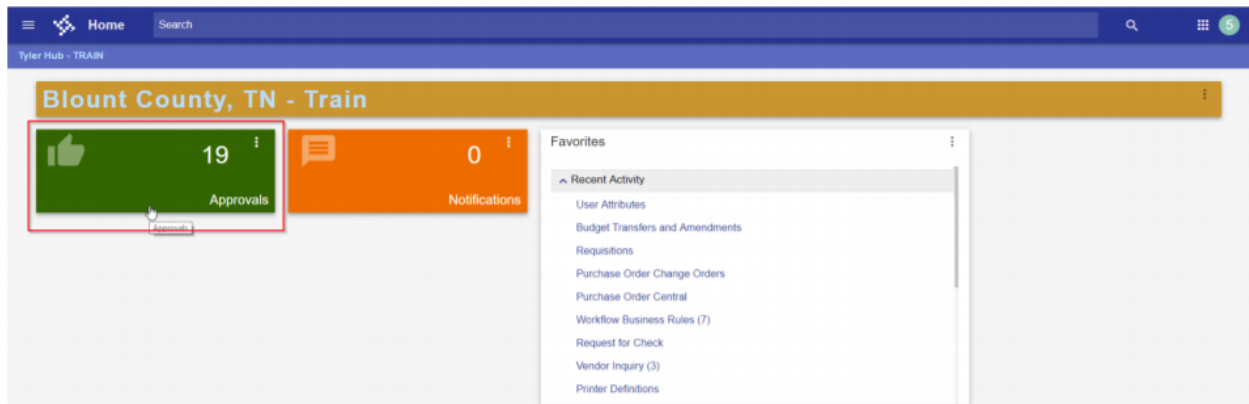 Home
Search
5
Tyler Hub - TRAIN
Blount County, TN - Train
19
Approvals
Approvals
0
Notifications
Favorites
Recent Activity
User Attributes
Budget Transfers and Amendments
Requisitions
Purchase Order Change Orders
Purchase Order Central
Workflow Business Rules (7)
Request for Check
Vendor Inquiry (3)
Printer Definitions